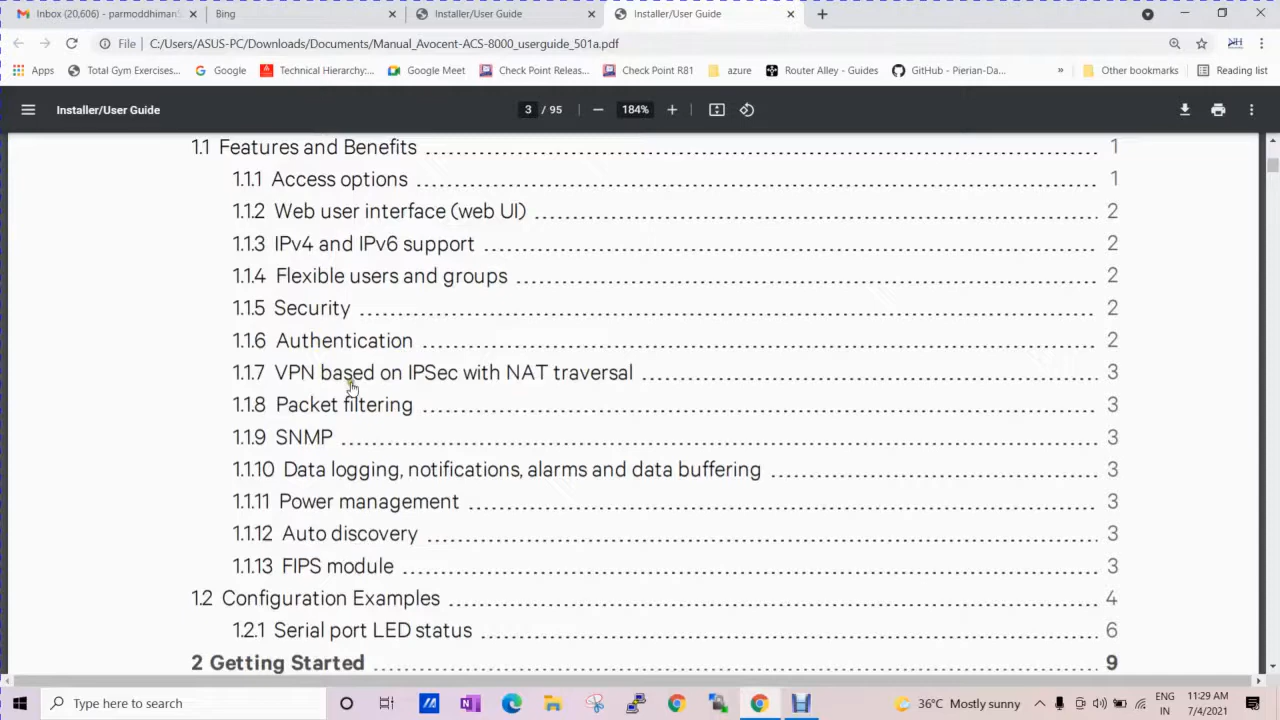 Inbox (20,606) - parmoddhiman
Bing
Installer/User Guide
Installer/User Guide
File C:/Users/ASUS-PC/Downloads/Documents/Manual_Avocent-ACS-8000_userguide_501a.pdf
Apps
Total Gym Exercises...
Google
Technical Hierarchy:...
Google Meet
Check Point Releas...
Check Point R81
azure
Router Alley - Guides
GitHub - Pierian-Da...
»
Other bookmarks
Reading list
Installer/User Guide
3 / 95
184%
1.1 Features and Benefits 1
1.1.1 Access options 1
1.1.2 Web user interface (web UI) 2
1.1.3 IPv4 and IPv6 support 2
1.1.4 Flexible users and groups 2
1.1.5 Security 2
1.1.6 Authentication 2
1.1.7 VPN based on IPSec with NAT traversal 3
1.1.8 Packet filtering 3
1.1.9 SNMP 3
1.1.10 Data logging, notifications, alarms and data buffering 3
1.1.11 Power management 3
1.1.12 Auto discovery 3
1.1.13 FIPS module 3
1.2 Configuration Examples 4
1.2.1 Serial port LED status 6
2 Getting Started 9
Type here to search
36°C Mostly sunny
ENG
IN
11:29 AM
7/4/2021